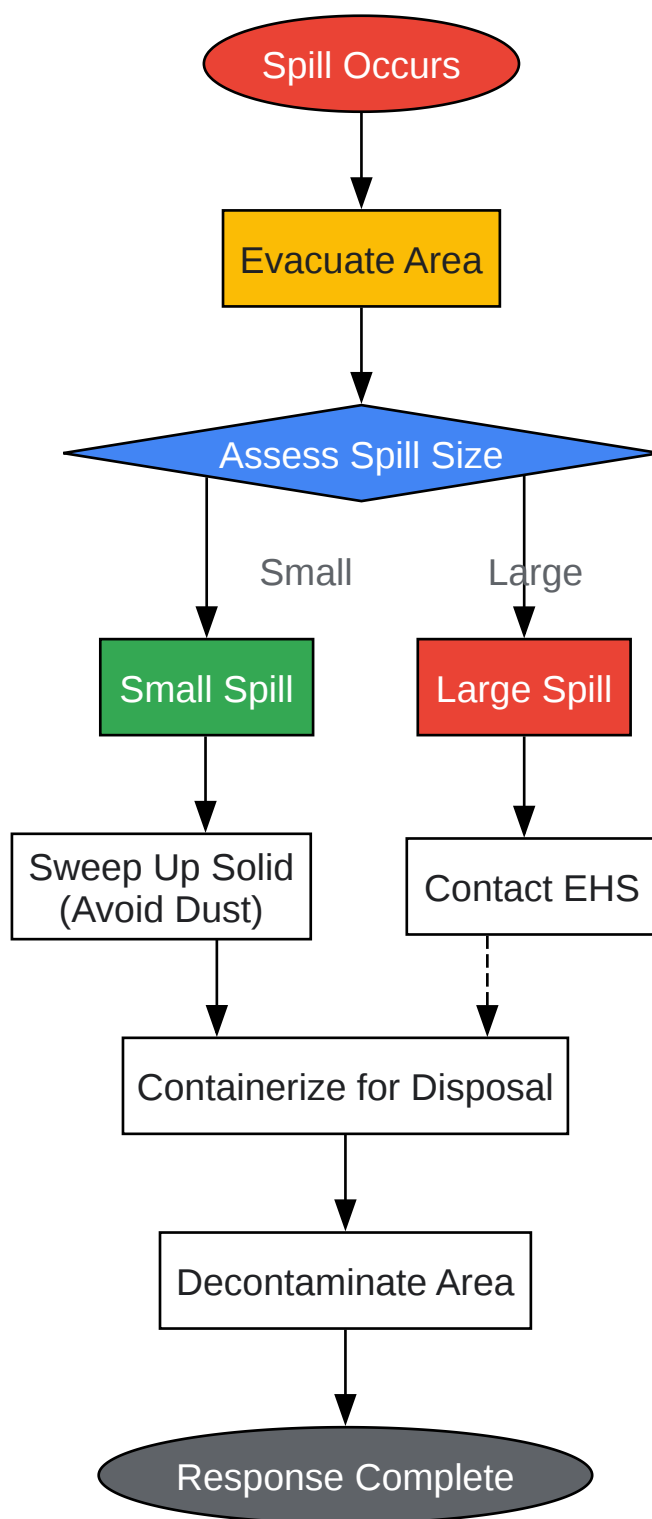 Spill Occurs
Evacuate Area
Assess Spill Size
Small
Large
Small Spill
Large Spill
Sweep Up Solid
(Avoid Dust)
Contact EHS
Containerize for Disposal
Decontaminate Area
Response Complete